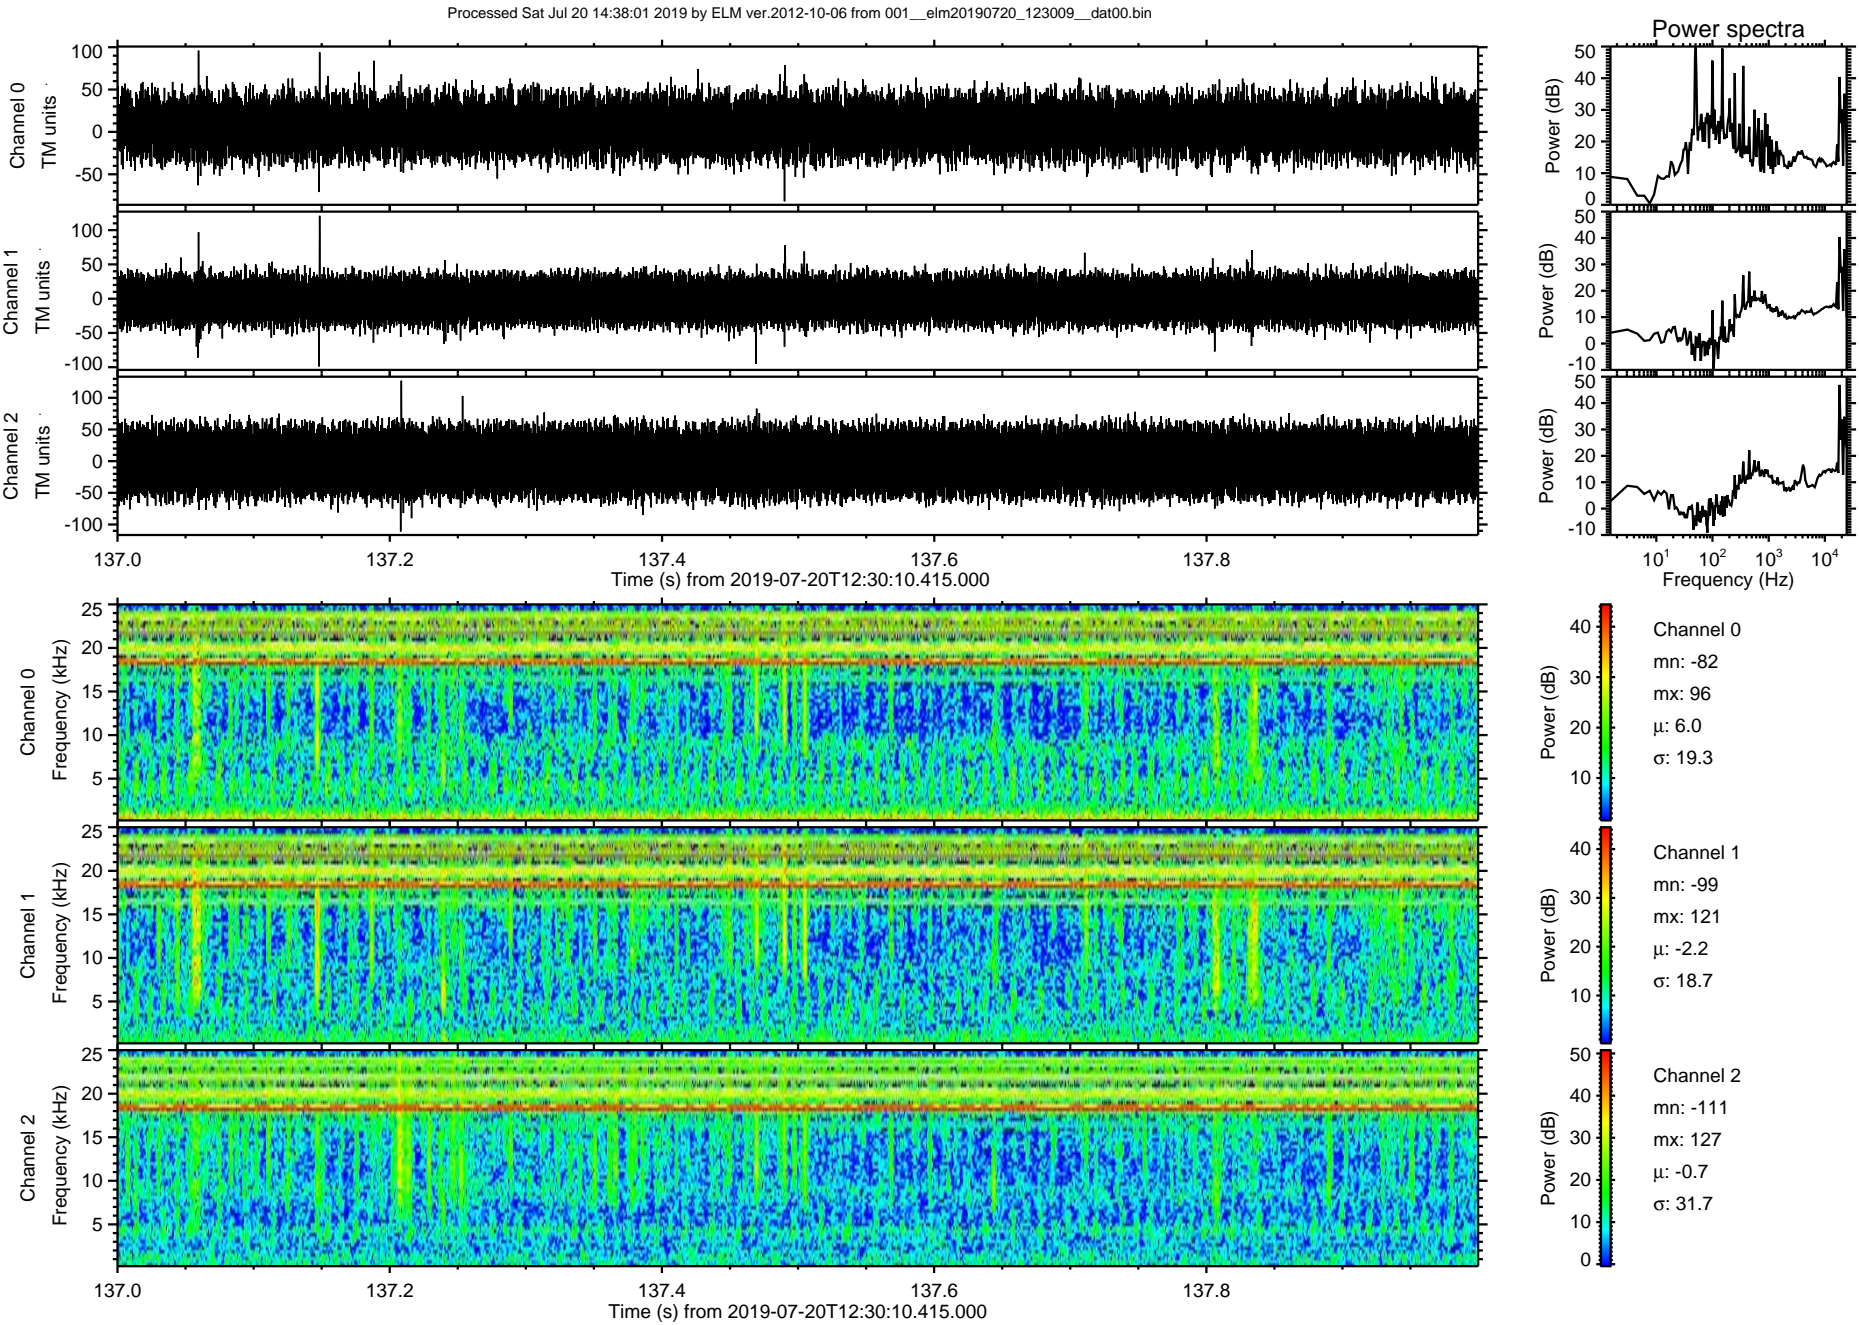 Processed Sat Jul 20 14:38:01 2019 by ELM ver.2012-10-06 from 001__elm20190720_123009__dat00.bin
Power spectra
Channel 0
TM units
100
50
0
-50
Power (dB)
50
40
30
20
10
0
Channel 1
TM units
100
50
0
-50
-100
Power (dB)
50
40
30
20
10
0
-10
Channel 2
TM units
100
50
0
-50
-100
Power (dB)
50
40
30
20
10
0
-10
137.0 137.2 137.4 137.6 137.8
Time (s) from 2019-07-20T12:30:10.415.000
10¹ 10² 10³ 10⁴
Frequency (Hz)
Channel 0
Frequency (kHz)
25
20
15
10
5
Power (dB)
40
30
20
10
Channel 0
mn: -82
mx: 96
μ: 6.0
σ: 19.3
Channel 1
Frequency (kHz)
25
20
15
10
5
Power (dB)
40
30
20
10
Channel 1
mn: -99
mx: 121
μ: -2.2
σ: 18.7
Channel 2
Frequency (kHz)
25
20
15
10
5
Power (dB)
50
40
30
20
10
0
Channel 2
mn: -111
mx: 127
μ: -0.7
σ: 31.7
137.0 137.2 137.4 137.6 137.8
Time (s) from 2019-07-20T12:30:10.415.000